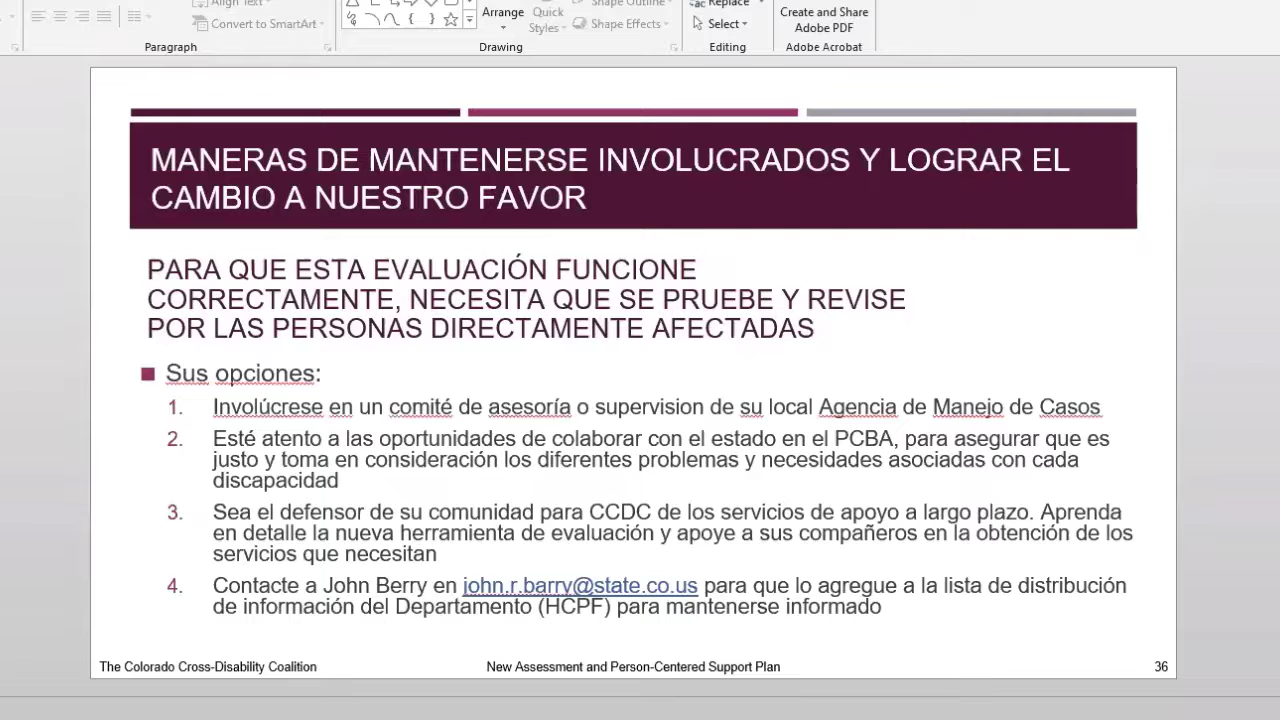 Align Text
Convert to SmartArt
Paragraph
Arrange
Quick
Styles
Shape Outline
Shape Effects
Drawing
Replace
Select
Editing
Create and Share
Adobe PDF
Adobe Acrobat
MANERAS DE MANTENERSE INVOLUCRADOS Y LOGRAR EL
CAMBIO A NUESTRO FAVOR
PARA QUE ESTA EVALUACIÓN FUNCIONE
CORRECTAMENTE, NECESITA QUE SE PRUEBE Y REVISE
POR LAS PERSONAS DIRECTAMENTE AFECTADAS
Sus opciones:
1. Involúcrese en un comité de asesoría o supervision de su local Agencia de Manejo de Casos
2. Esté atento a las oportunidades de colaborar con el estado en el PCBA, para asegurar que es
justo y toma en consideración los diferentes problemas y necesidades asociadas con cada
discapacidad
3. Sea el defensor de su comunidad para CCDC de los servicios de apoyo a largo plazo. Aprenda
en detalle la nueva herramienta de evaluación y apoye a sus compañeros en la obtención de los
servicios que necesitan
4. Contacte a John Berry en john.r.barry@state.co.us para que lo agregue a la lista de distribución
de información del Departamento (HCPF) para mantenerse informado
The Colorado Cross-Disability Coalition
New Assessment and Person-Centered Support Plan
36